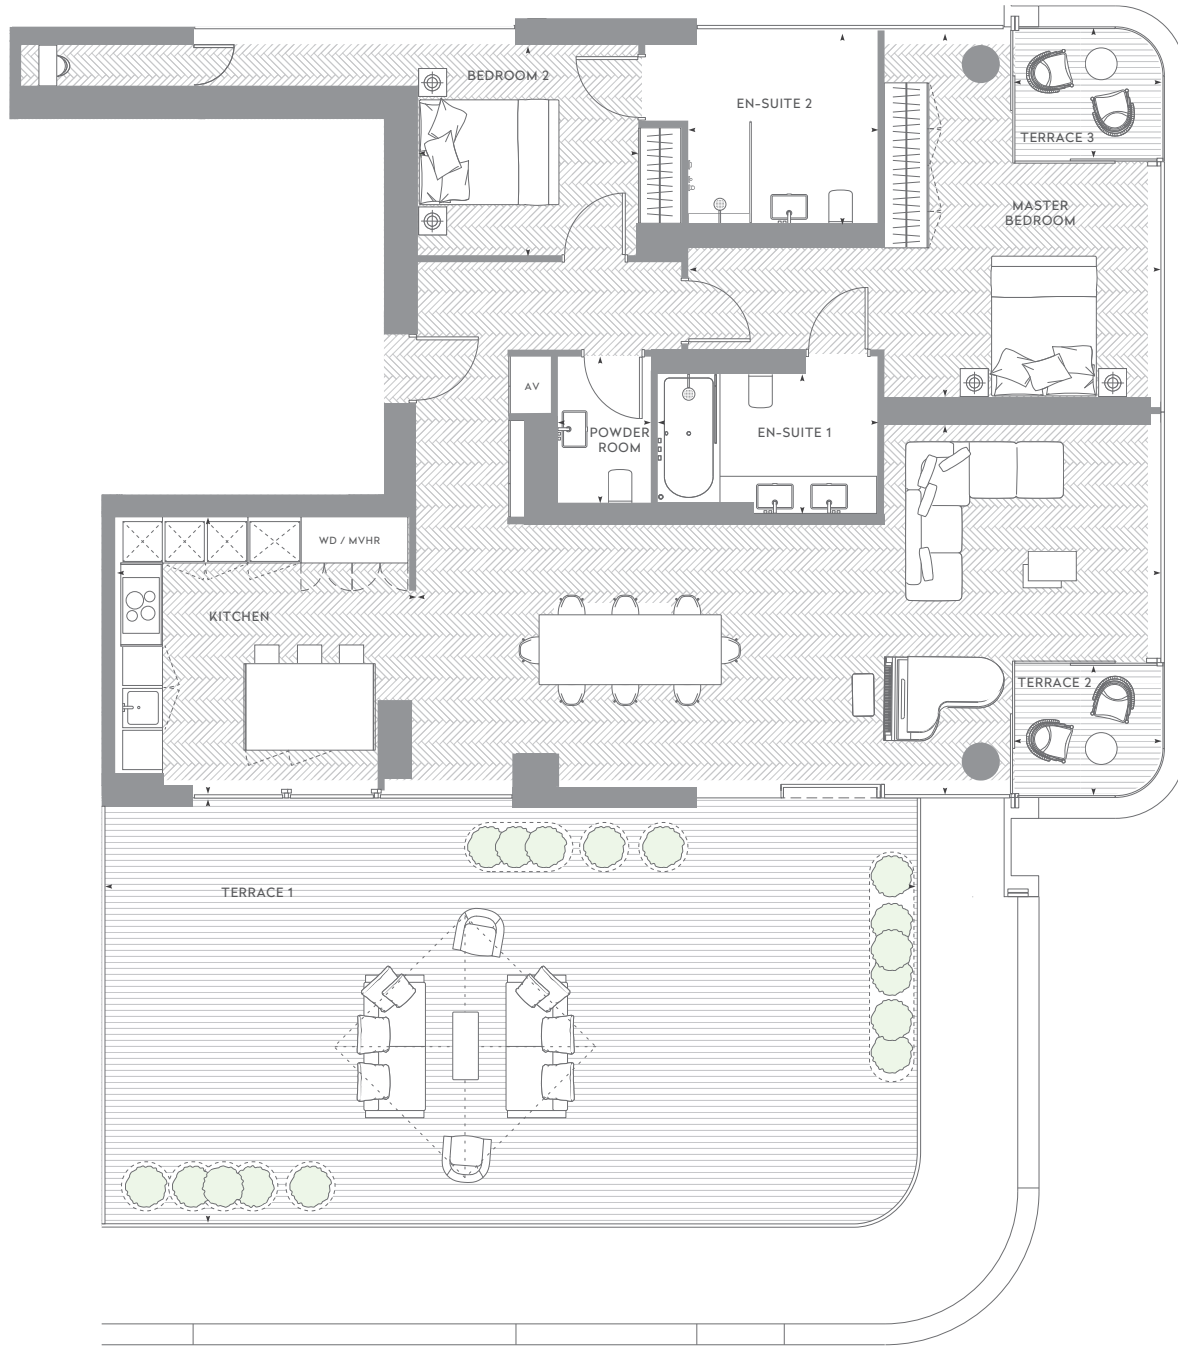 BEDROOM 2
EN-SUITE 2
TERRACE 3
MASTER
BEDROOM
AV
POWDER
ROOM
EN-SUITE 1
WD / MVHR
KITCHEN
TERRACE 2
TERRACE 1